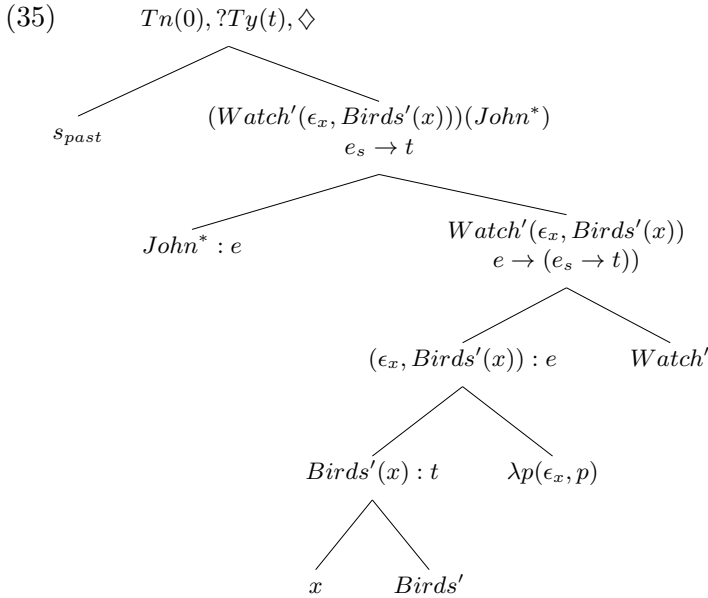 (35) Tn(0), ?Ty(t), ◇
s_past (Watch′(ϵ_x, Birds′(x)))(John*)
e_s → t
John* : e Watch′(ϵ_x, Birds′(x))
e → (e_s → t))
(ϵ_x, Birds′(x)) : e Watch′
Birds′(x) : t λp(ϵ_x, p)
x Birds′